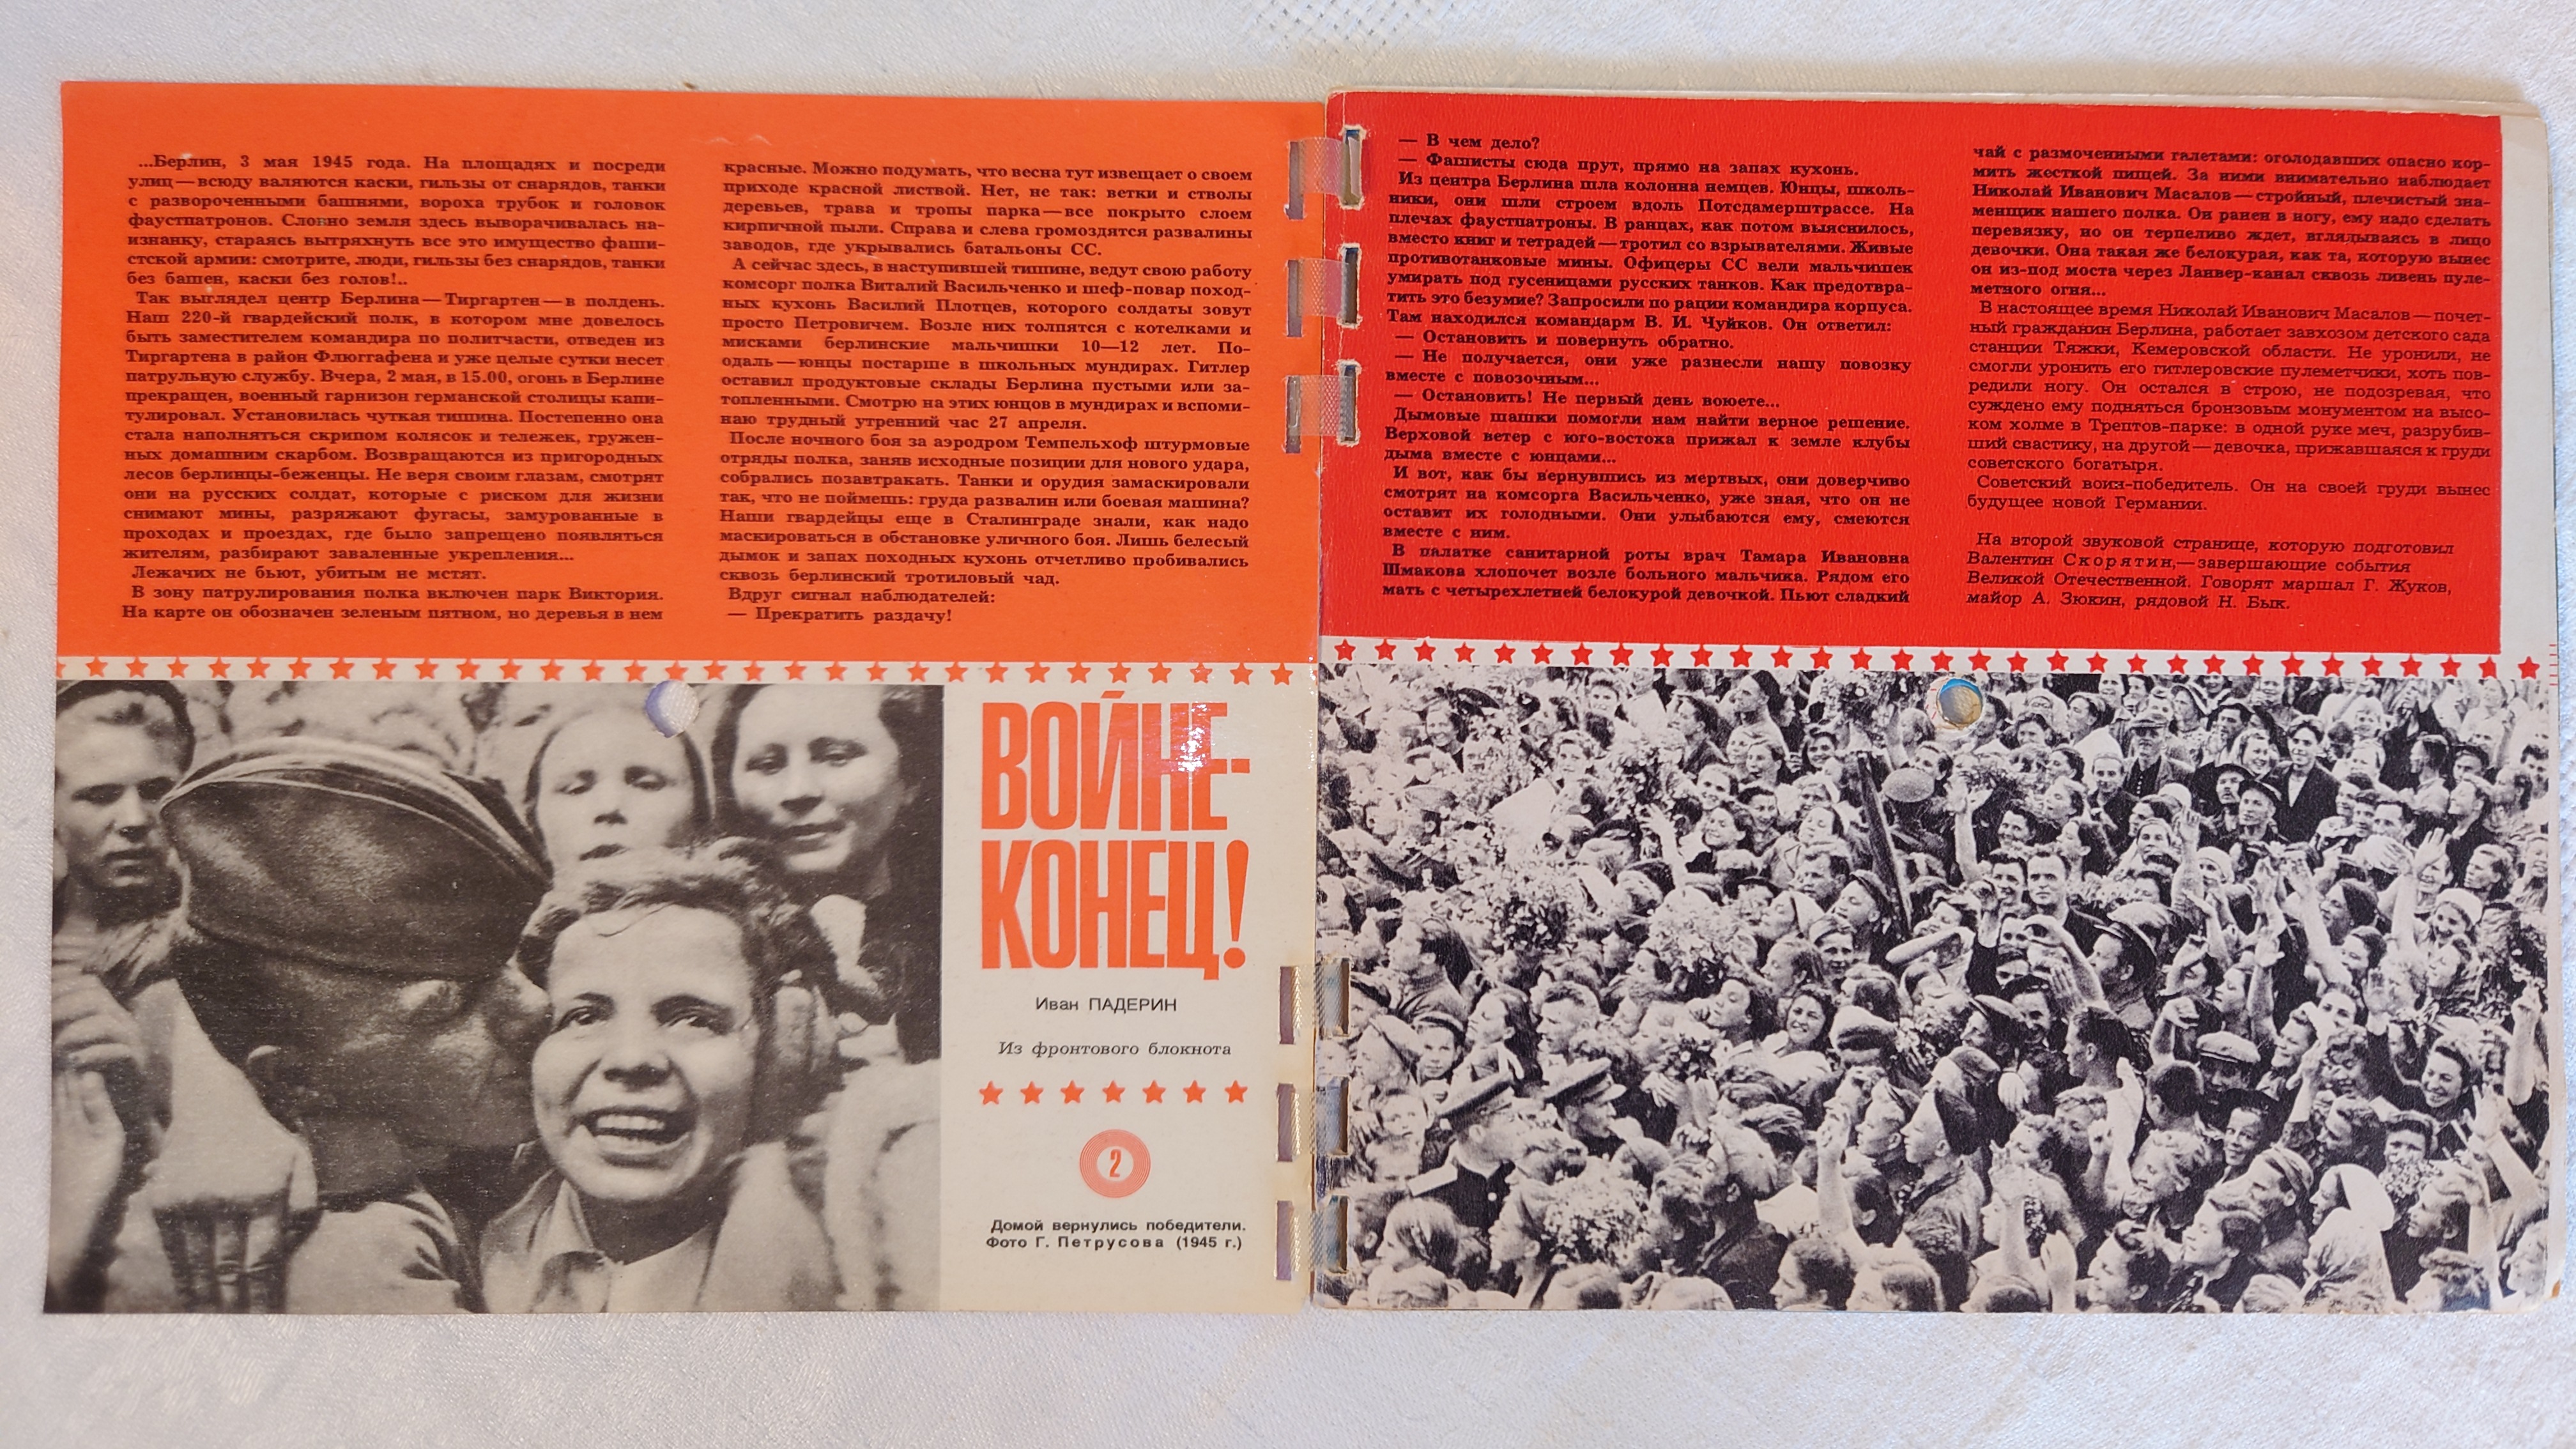 ...Берлин, 3 мая 1945 года. На площадях и посреди
улиц — всюду валяются каски, гильзы от снарядов, танки
с развороченными башнями, вороха трубок и головок
фаустпатронов. Словно земля здесь выворачивалась на-
изнанку, стараясь вытряхнуть все это имущество фаши-
стской армии: смотрите, люди, гильзы без снарядов, танки
без башен, каски без голов!..
Так выглядел центр Берлина — Тиргартен — в полдень.
Наш 220-й гвардейский полк, в котором мне довелось
быть заместителем командира по политчасти, отведен из
Тиргартена в район Флюггафена и уже целые сутки несет
патрульную службу. Вчера, 2 мая, в 15.00, огонь в Берлине
прекращен, военный гарнизон германской столицы капи-
тулировал. Установилась чуткая тишина. Постепенно она
стала наполняться скрипом колясок и тележек, гружен-
ных домашним скарбом. Возвращаются из пригородных
лесов берлинцы-беженцы. Не веря своим глазам, смотрят
они на русских солдат, которые с риском для жизни
снимают мины, разряжают фугасы, замурованные в
проходах и проездах, где было запрещено появляться
жителям, разбирают заваленные укрепления...
Лежачих не бьют, убитым не мстят.
В зону патрулирования полка включен парк Виктория.
На карте он обозначен зеленым пятном, но деревья в нем
красные. Можно подумать, что весна тут извещает о своем
приходе красной листвой. Нет, не так: ветки и стволы
деревьев, трава и тропы парка — все покрыто слоем
кирпичной пыли. Справа и слева громоздятся развалины
заводов, где укрывались батальоны СС.
А сейчас здесь, в наступившей тишине, ведут свою работу
комсорг полка Виталий Васильченко и шеф-повар поход-
ных кухонь Василий Плотцев, которого солдаты зовут
просто Петровичем. Возле них толпятся с котелками и
мисками берлинские мальчишки 10—12 лет. По-
одаль — юнцы постарше в школьных мундирах. Гитлер
оставил продуктовые склады Берлина пустыми или за-
топленными. Смотрю на этих юнцов в мундирах и вспоми-
наю трудный утренний час 27 апреля.
После ночного боя за аэродром Темпельхоф штурмовые
отряды полка, заняв исходные позиции для нового удара,
собрались позавтракать. Танки и орудия замаскировали
так, что не поймешь: груда развалин или боевая машина?
Наши гвардейцы еще в Сталинграде знали, как надо
маскироваться в обстановке уличного боя. Лишь белесый
дымок и запах походных кухонь отчетливо пробивались
сквозь берлинский тротиловый чад.
Вдруг сигнал наблюдателей:
— Прекратить раздачу!
ВОЙНЕ-
КОНЕЦ!
Иван ПАДЕРИН
Из фронтового блокнота
2
Домой вернулись победители.
Фото Г. Петрусова (1945 г.)
— В чем дело?
— Фашисты сюда прут, прямо на запах кухонь.
Из центра Берлина шла колонна немцев. Юнцы, школь-
ники, они шли строем вдоль Потсдамерштрассе. На
плечах фаустпатроны. В ранцах, как потом выяснилось,
вместо книг и тетрадей — тротил со взрывателями. Живые
противотанковые мины. Офицеры СС вели мальчишек
умирать под гусеницами русских танков. Как предотвра-
тить это безумие? Запросили по рации командира корпуса.
Там находился командарм В. И. Чуйков. Он ответил:
— Остановить и повернуть обратно.
— Не получается, они уже разнесли нашу повозку
вместе с повозочным...
— Остановить! Не первый день воюете...
Дымовые шашки помогли нам найти верное решение.
Верховой ветер с юго-востока прижал к земле клубы
дыма вместе с юнцами...
И вот, как бы вернувшись из мертвых, они доверчиво
смотрят на комсорга Васильченко, уже зная, что он не
оставит их голодными. Они улыбаются ему, смеются
вместе с ним.
В палатке санитарной роты врач Тамара Ивановна
Шмакова хлопочет возле больного мальчика. Рядом его
мать с четырехлетней белокурой девочкой. Пьют сладкий
чай с размоченными галетами: оголодавших опасно кор-
мить жесткой пищей. За ними внимательно наблюдает
Николай Иванович Масалов — стройный, плечистый зна-
менщик нашего полка. Он ранен в ногу, ему надо сделать
перевязку, но он терпеливо ждет, вглядываясь в лицо
девочки. Она такая же белокурая, как та, которую вынес
он из-под моста через Ланвер-канал сквозь ливень пуле-
метного огня...
В настоящее время Николай Иванович Масалов — почет-
ный гражданин Берлина, работает завхозом детского сада
станции Тяжки, Кемеровской области. Не уронили, не
смогли уронить его гитлеровские пулеметчики, хоть пов-
редили ногу. Он остался в строю, не подозревая, что
суждено ему подняться бронзовым монументом на высо-
ком холме в Трептов-парке: в одной руке меч, разрубив-
ший свастику, на другой — девочка, прижавшаяся к груди
советского богатыря.
Советский воин-победитель. Он на своей груди вынес
будущее новой Германии.
На второй звуковой странице, которую подготовил
Валентин Скорятин,— завершающие события
Великой Отечественной. Говорят маршал Г. Жуков,
майор А. Зюкин, рядовой Н. Бык.